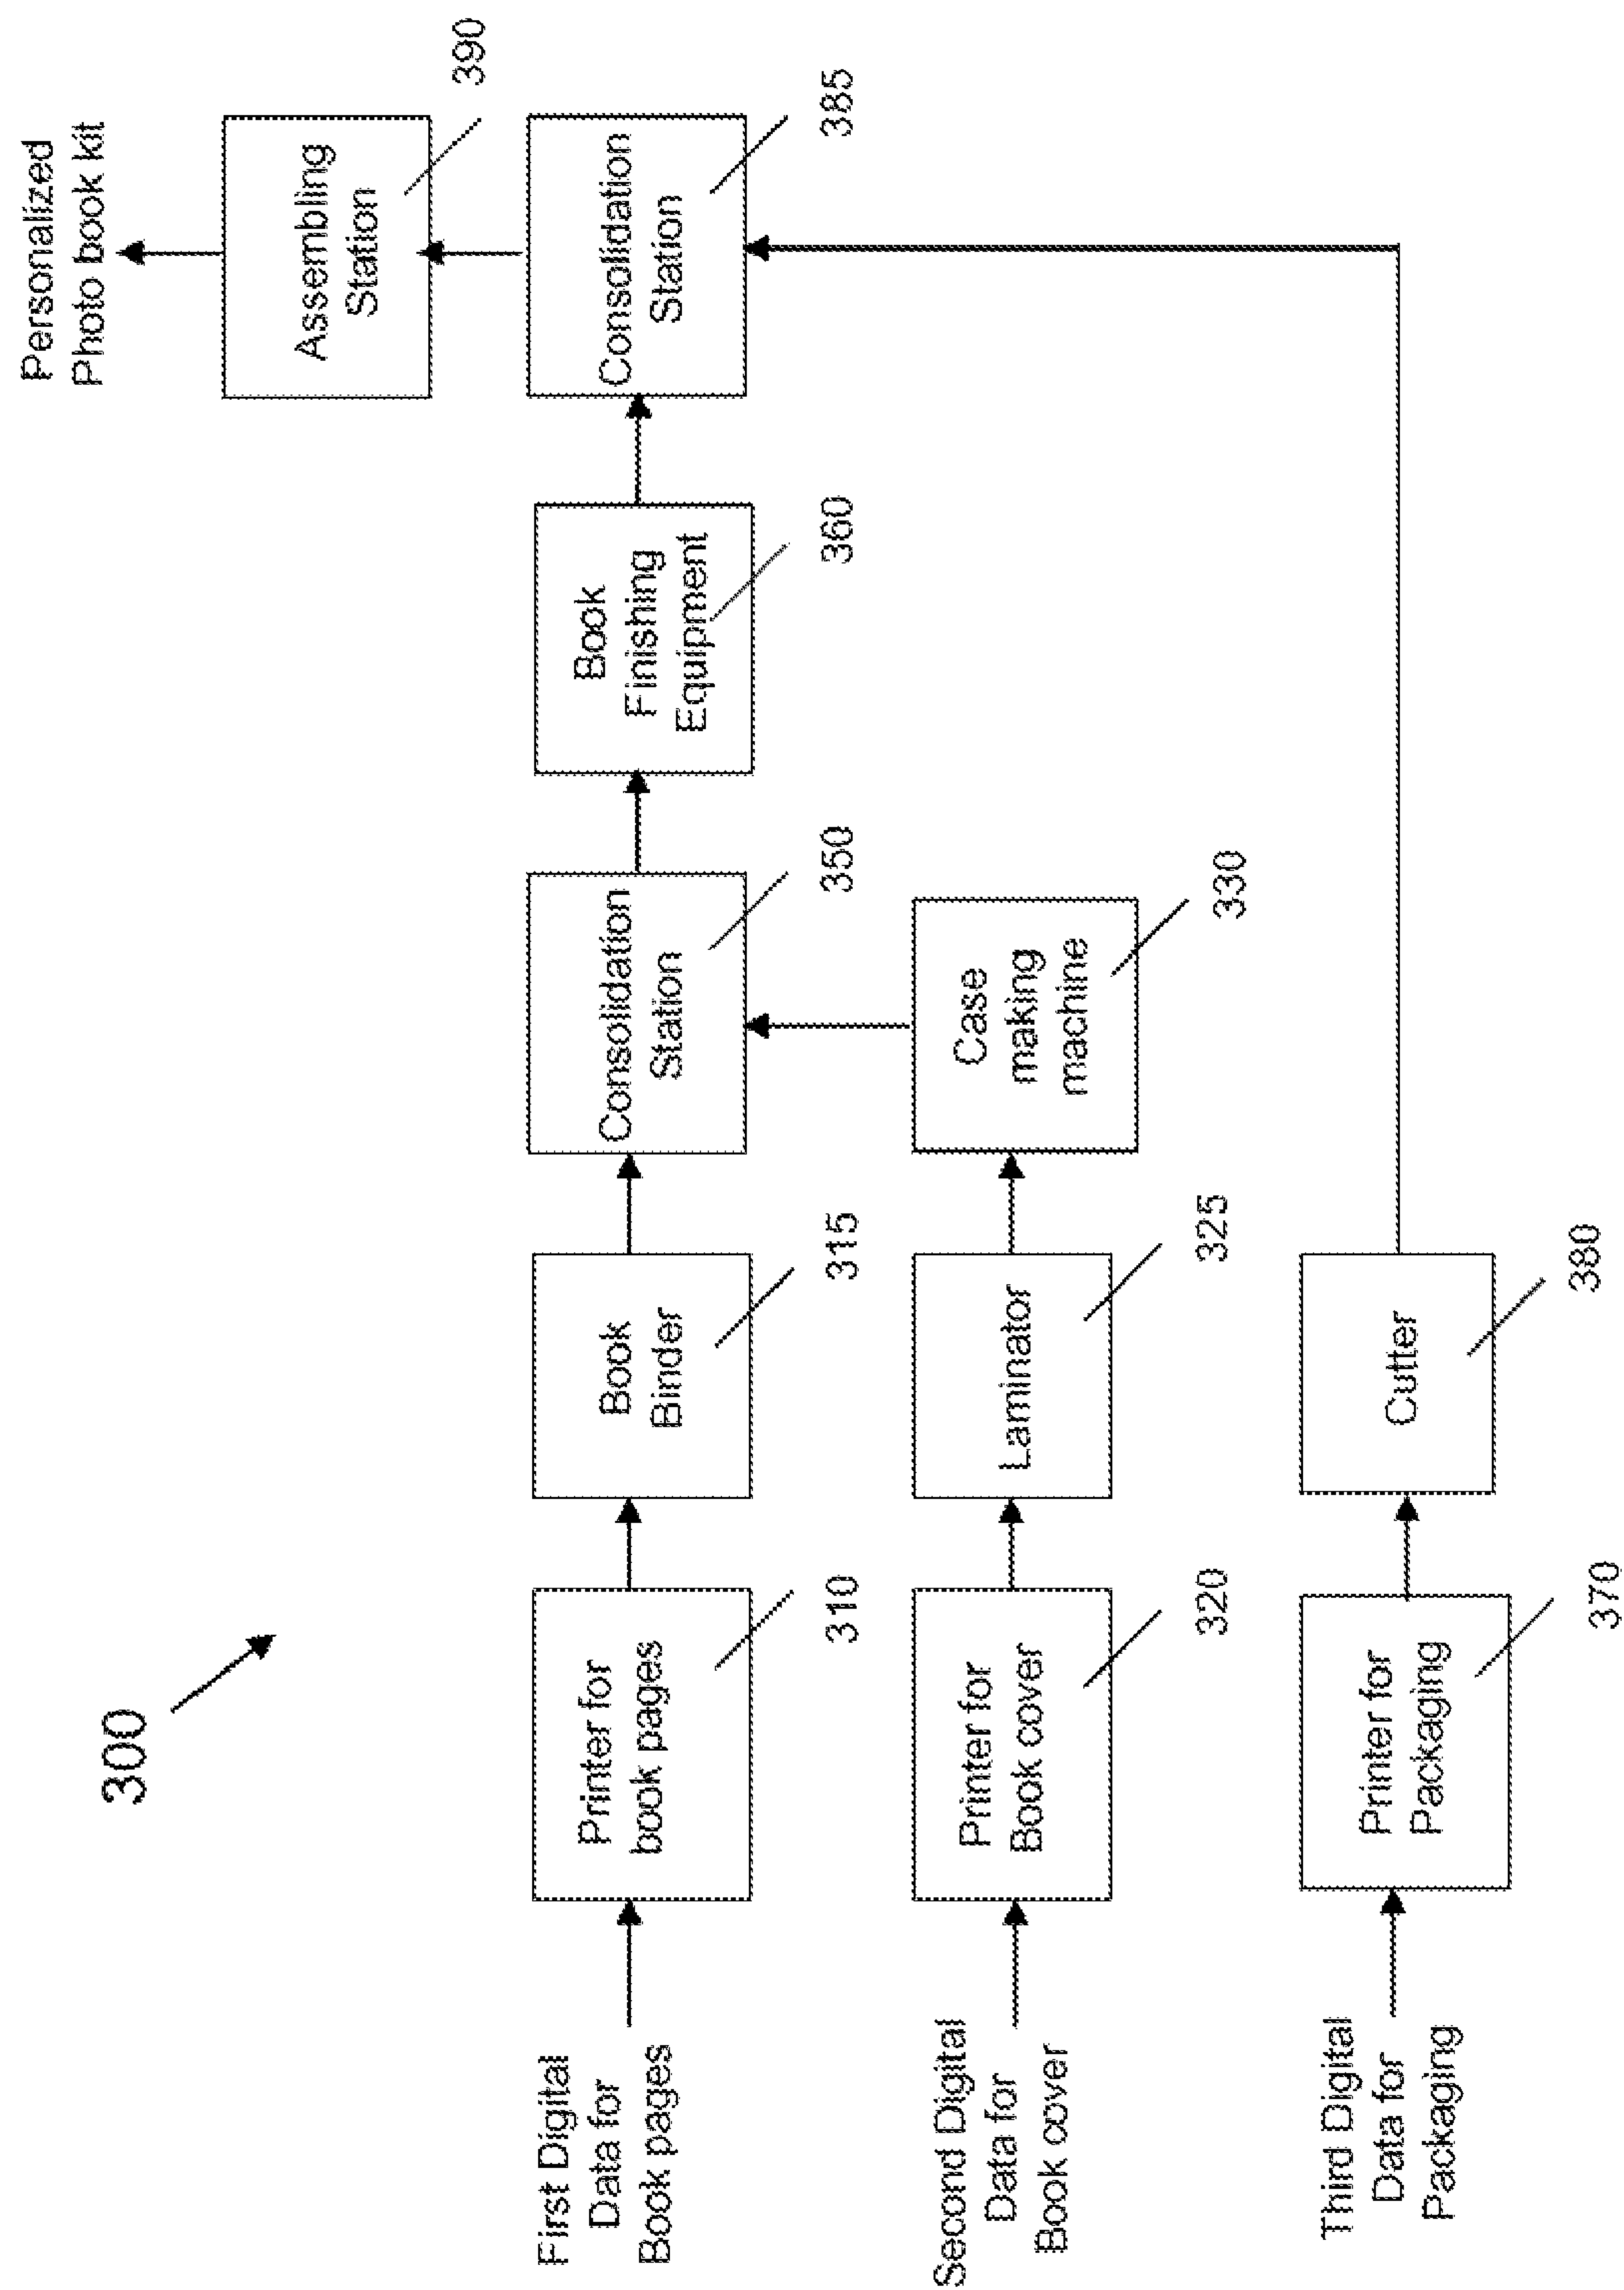 300
Personalized
Photo book kit
Assembling
Station
390
First Digital
Data for
Book pages
Printer for
book pages
310
Book
Binder
315
Consolidation
Station
350
Book
Finishing
Equipment
360
Consolidation
Station
385
Second Digital
Data for
Book cover
Printer for
Book cover
320
Laminator
325
Case
making
machine
330
Third Digital
Data for
Packaging
Printer for
Packaging
370
Cutter
380